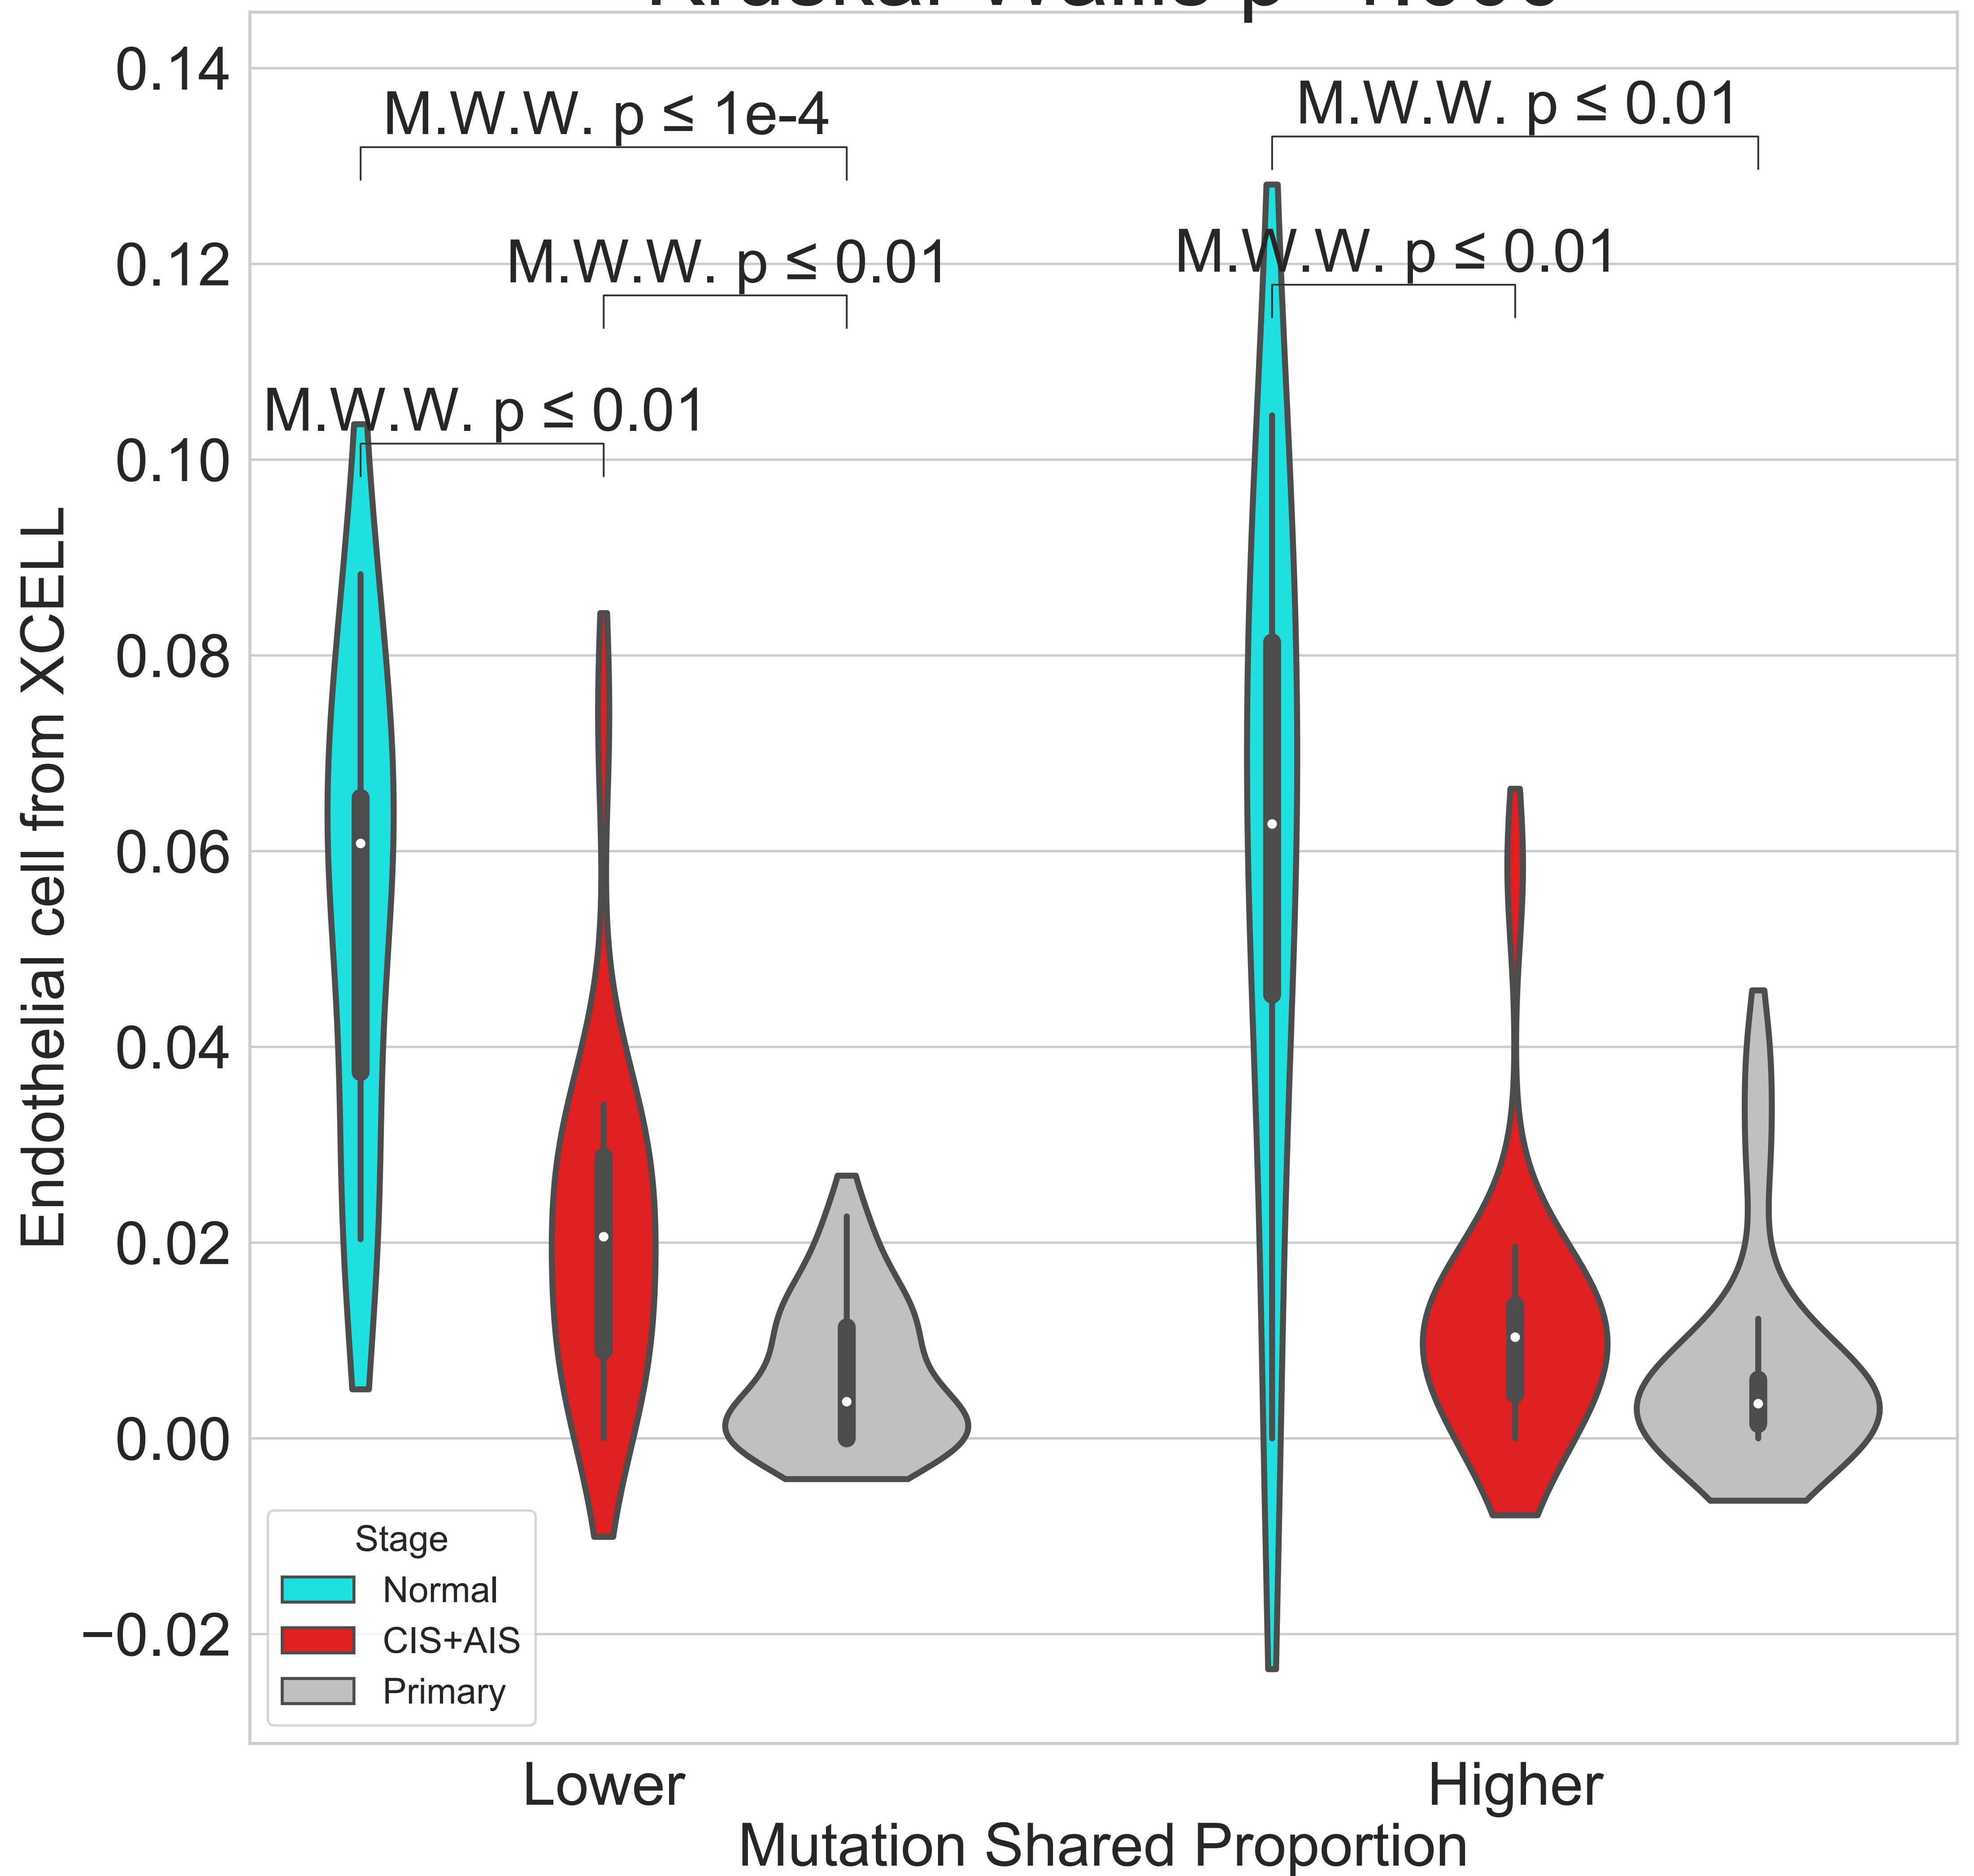 0.14
0.12
0.10
0.08
0.06
0.04
0.02
0.00
−0.02
Endothelial cell from XCELL
M.W.W. p ≤ 1e-4
M.W.W. p ≤ 0.01
M.W.W. p ≤ 0.01
M.W.W. p ≤ 0.01
M.W.W. p ≤ 0.01
Stage
Normal
CIS+AIS
Primary
Lower
Higher
Mutation Shared Proportion